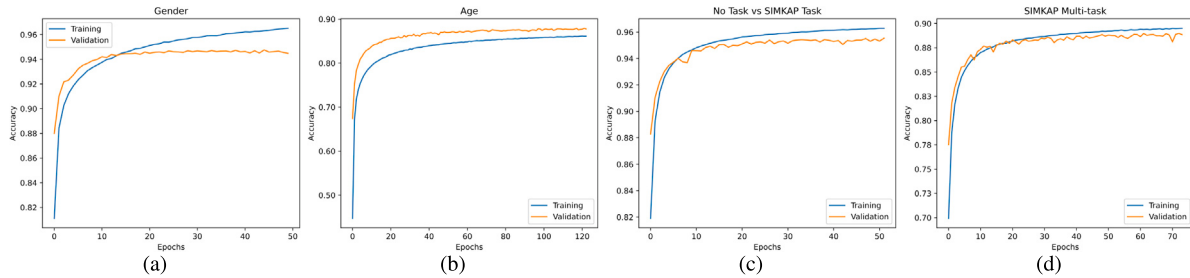 Gender
Accuracy
0.96
0.94
0.92
0.90
0.88
0.86
0.84
0.82
Training
Validation
0 10 20 30 40 50
Epochs
(a)
Age
Accuracy
0.90
0.80
0.70
0.60
0.50
Training
Validation
0 20 40 60 80 100 120
Epochs
(b)
No Task vs SIMKAP Task
Accuracy
0.96
0.94
0.92
0.90
0.88
0.86
0.84
0.82
Training
Validation
0 10 20 30 40 50
Epochs
(c)
SIMKAP Multi-task
Accuracy
0.90
0.88
0.85
0.83
0.80
0.78
0.75
0.73
0.70
Training
Validation
0 10 20 30 40 50 60 70
Epochs
(d)